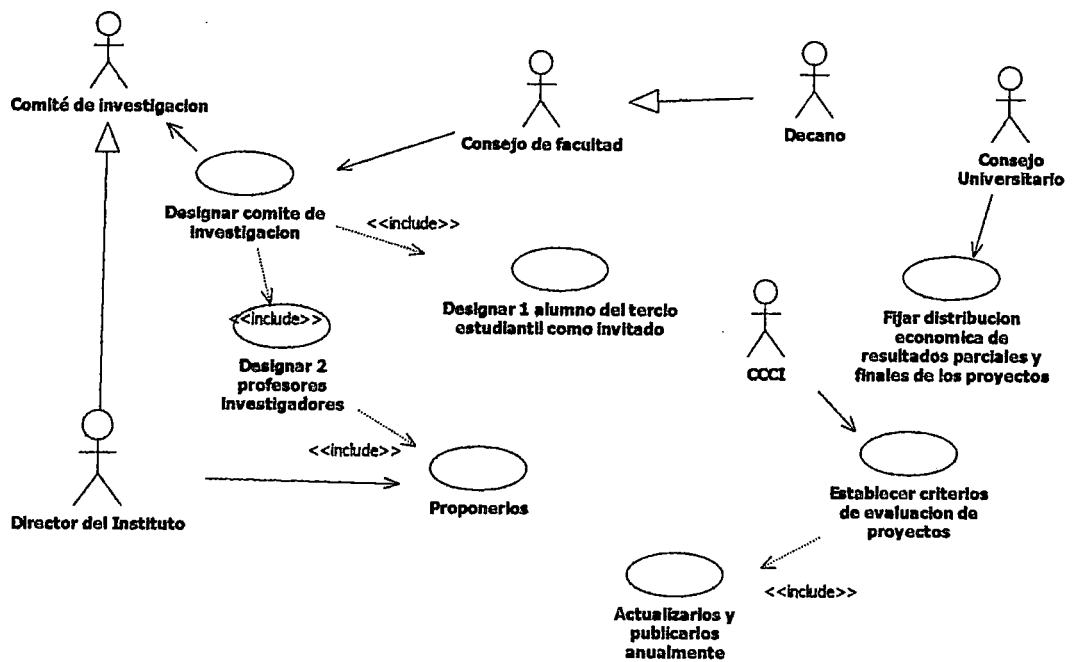 Comité de investigacion
Consejo de facultad
Decano
Consejo
Universitario
Designar comite de
investigacion
<<include>>
Designar 1 alumno del tercio
estudiantil como invitado
<<include>>
Designar 2
profesores
investigadores
CCCI
Fijar distribucion
economica de
resultados parciales y
finales de los proyectos
<<include>>
Proponerlos
Director del Instituto
Establecer criterios
de evaluacion de
proyectos
<<include>>
Actualizarlos y
publicarlos
anualmente